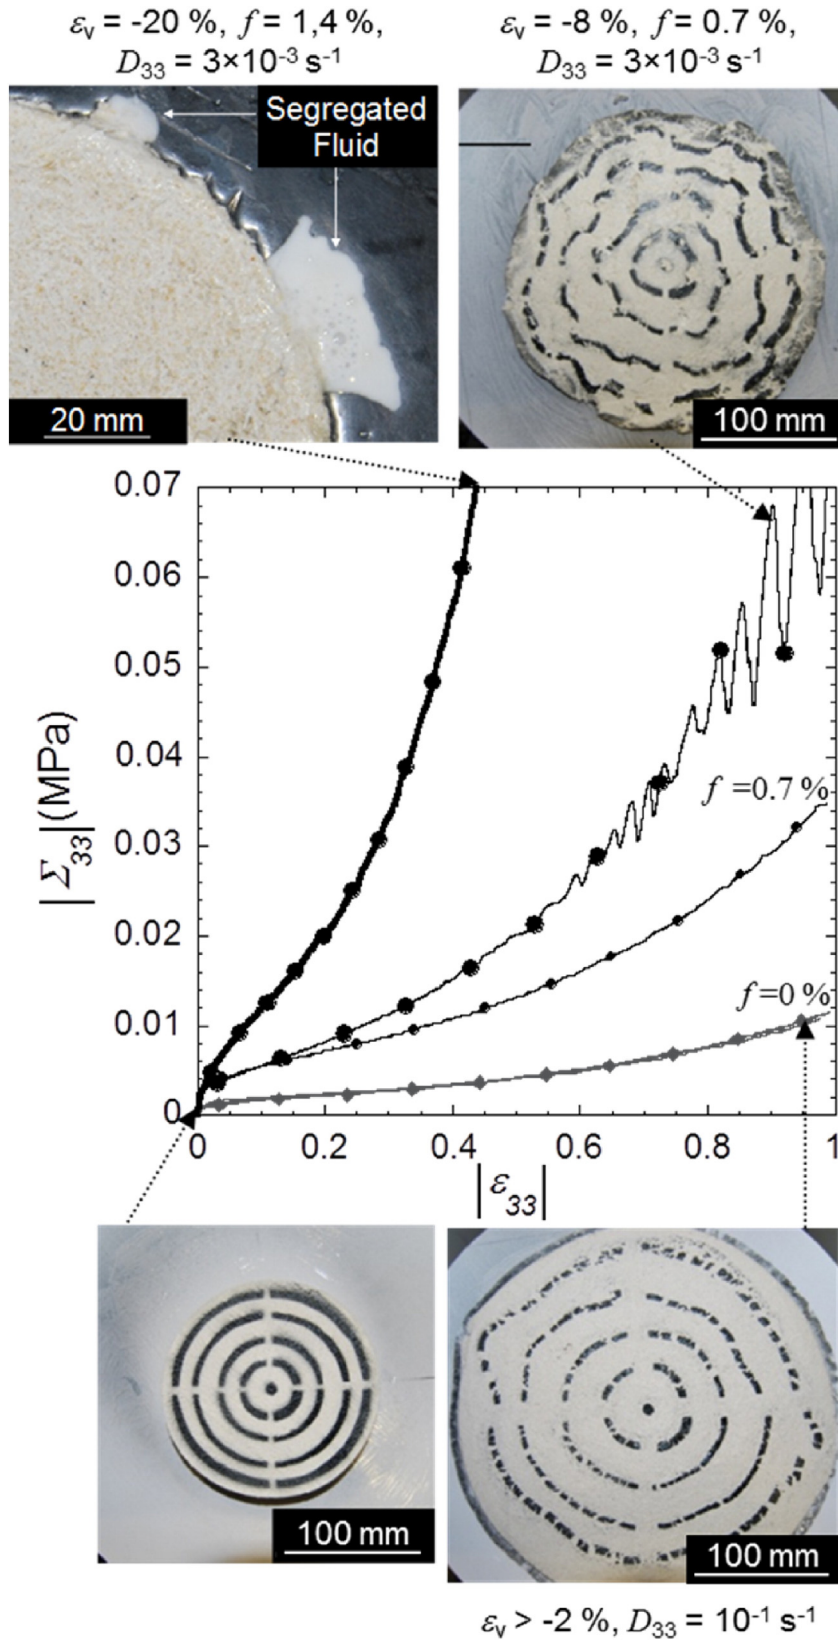 εᵥ = -20 %, f = 1,4 %,
D₃₃ = 3×10⁻³ s⁻¹
εᵥ = -8 %, f = 0.7 %,
D₃₃ = 3×10⁻³ s⁻¹
Segregated
Fluid
20 mm
100 mm
0.07
0.06
0.05
0.04
0.03
0.02
0.01
0
|Σ₃₃|(MPa)
f =0.7 %
f=0 %
0 0.2 0.4 0.6 0.8 1
|ε₃₃|
100 mm
100 mm
εᵥ > -2 %, D₃₃ = 10⁻¹ s⁻¹